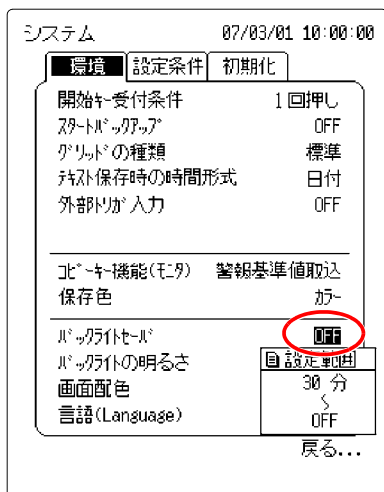 システム 07/03/01 10:00:00
環境 設定条件 初期化
開始ｷｰ受付条件 1回押し
ｽﾀｰﾄﾊﾞｯｸｱｯﾌﾟ OFF
ｸﾞﾘｯﾄﾞの種類 標準
ﾃｷｽﾄ保存時の時間形式 日付
外部ﾄﾘｶﾞ入力 OFF
ｺﾋﾟｰｷｰ機能(ﾓﾆﾀ) 警報基準値取込
保存色 ｶﾗｰ
ﾊﾞｯｸﾗｲﾄｾｰﾊﾞ OFF
ﾊﾞｯｸﾗｲﾄの明るさ 設定範囲
画面配色 30 分
～
言語(Language) OFF
戻る...